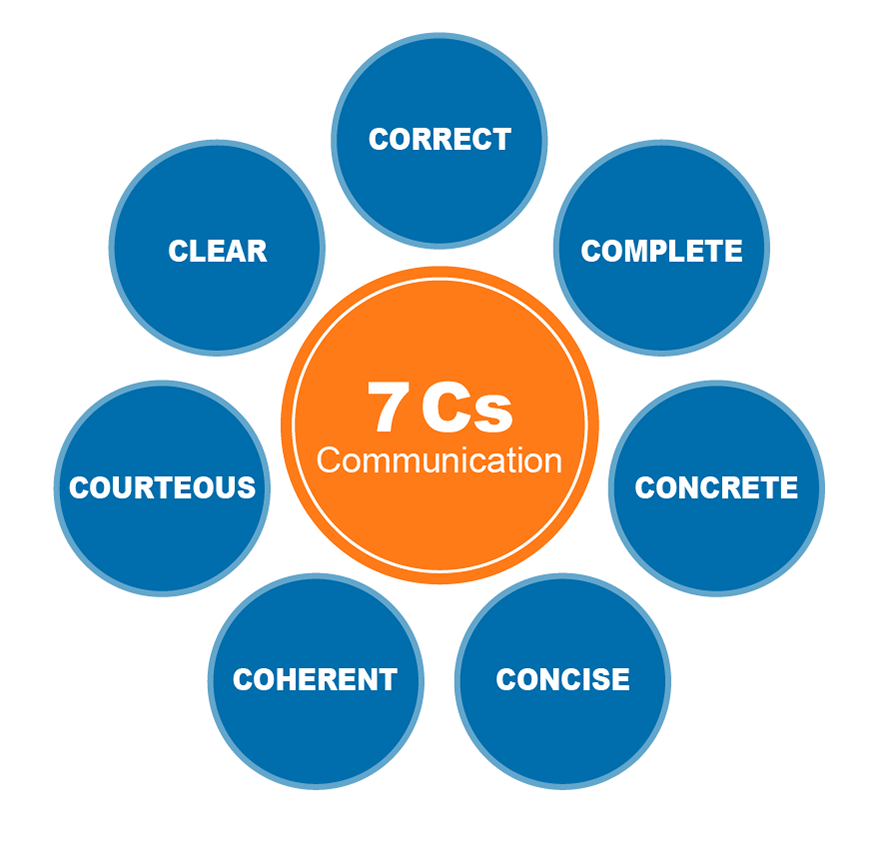 CORRECT
CLEAR
COMPLETE
7 Cs
Communication
COURTEOUS
CONCRETE
COHERENT
CONCISE